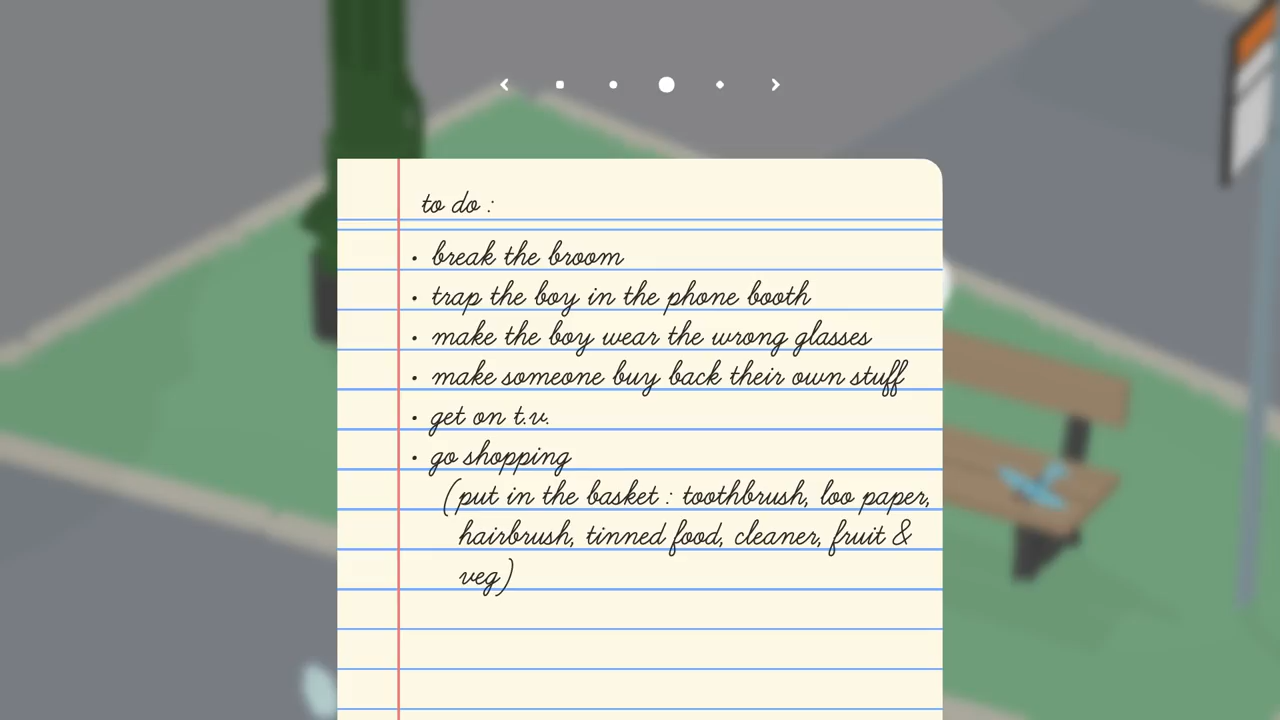 to do :
• break the broom
• trap the boy in the phone booth
• make the boy wear the wrong glasses
• make someone buy back their own stuff
• get on t.v.
• go shopping
(put in the basket : toothbrush, loo paper,
hairbrush, tinned food, cleaner, fruit &
veg)